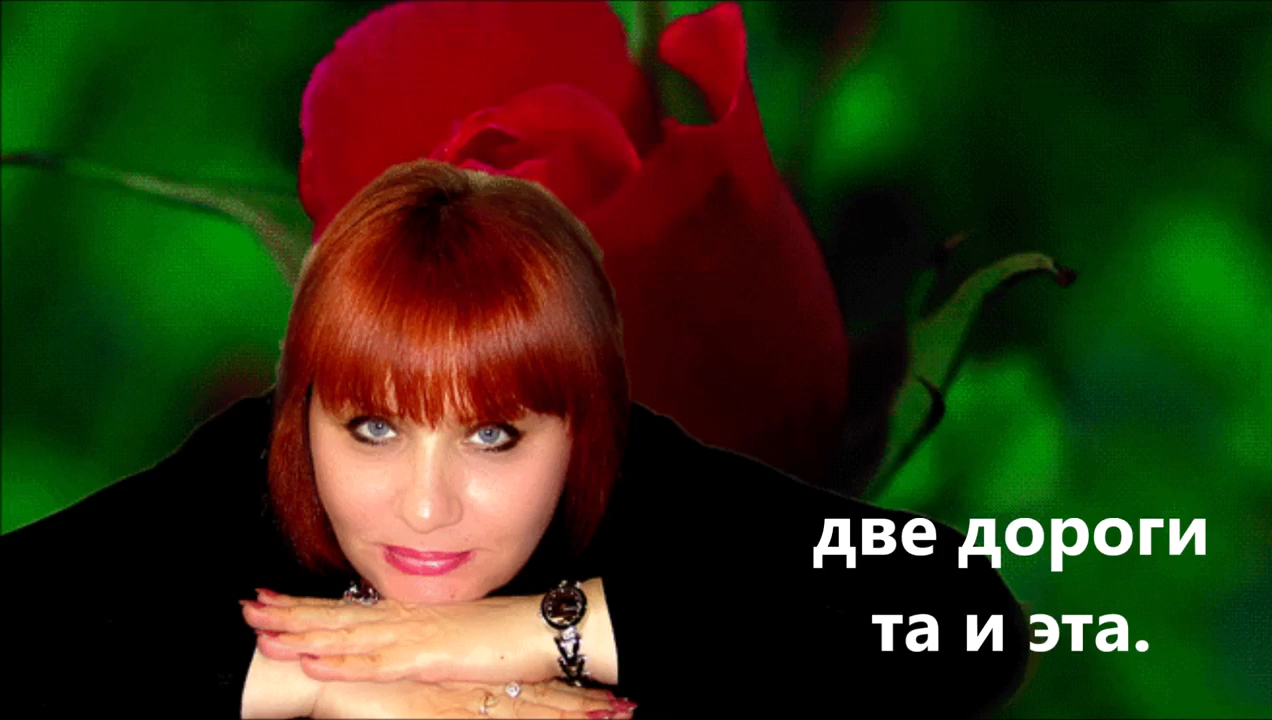 две дороги
та и эта.